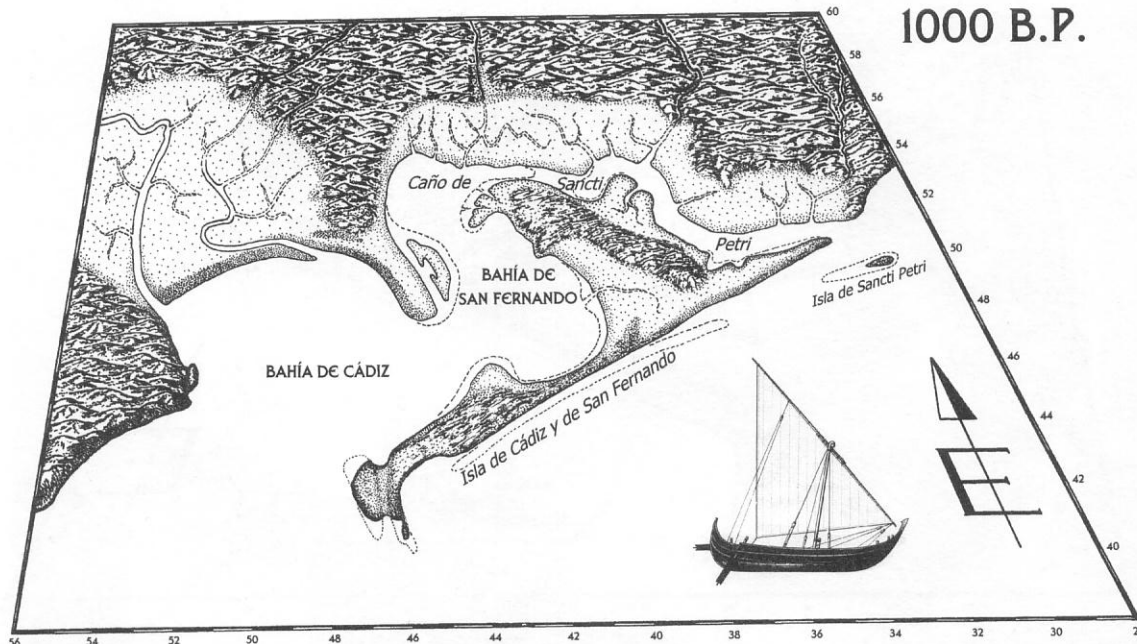 1000 B.P.
60
58
56
54
52
50
48
46
44
42
40
Caño de Sancti Petri
BAHÍA DE
SAN FERNANDO
Isla de Sancti Petri
BAHÍA DE CÁDIZ
Isla de Cádiz y de San Fernando
E
56 54 52 50 48 46 44 42 40 38 36 34 32 30